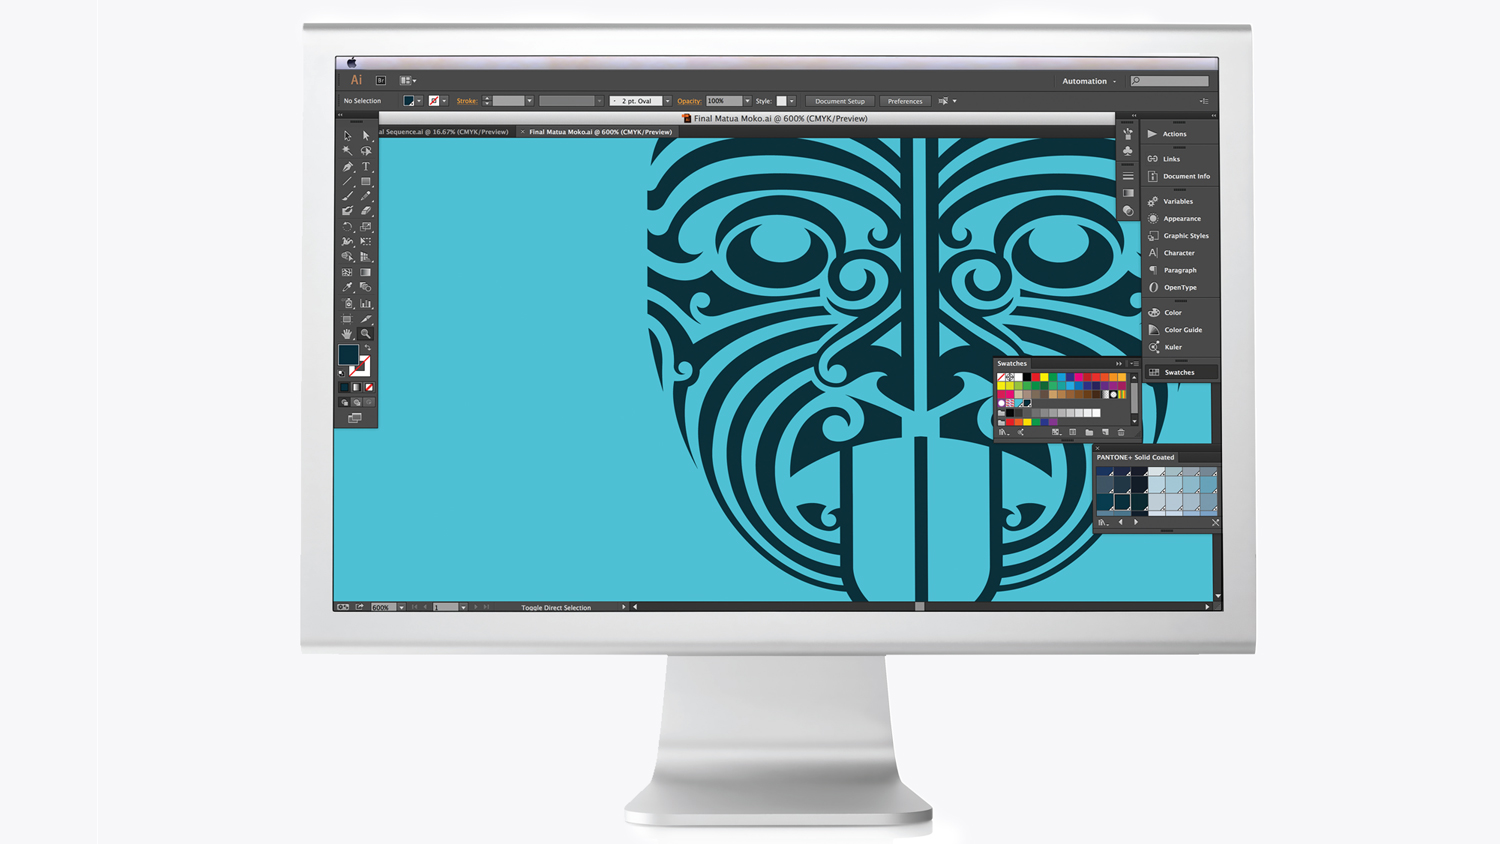 Ai Br
Automation
No Selection
Stroke:
2 pt. Oval
Opacity: 100%
Style:
Document Setup
Preferences
Final Matua Moko.ai @ 600% (CMYK/Preview)
al Sequence.ai @ 16.67% (CMYK/Preview)
× Final Matua Moko.ai @ 600% (CMYK/Preview)
T
Actions
Links
Document Info
Variables
Appearance
Graphic Styles
Character
Paragraph
OpenType
Color
Color Guide
Kuler
Swatches
Swatches
PANTONE+ Solid Coated
600%
1
Toggle Direct Selection